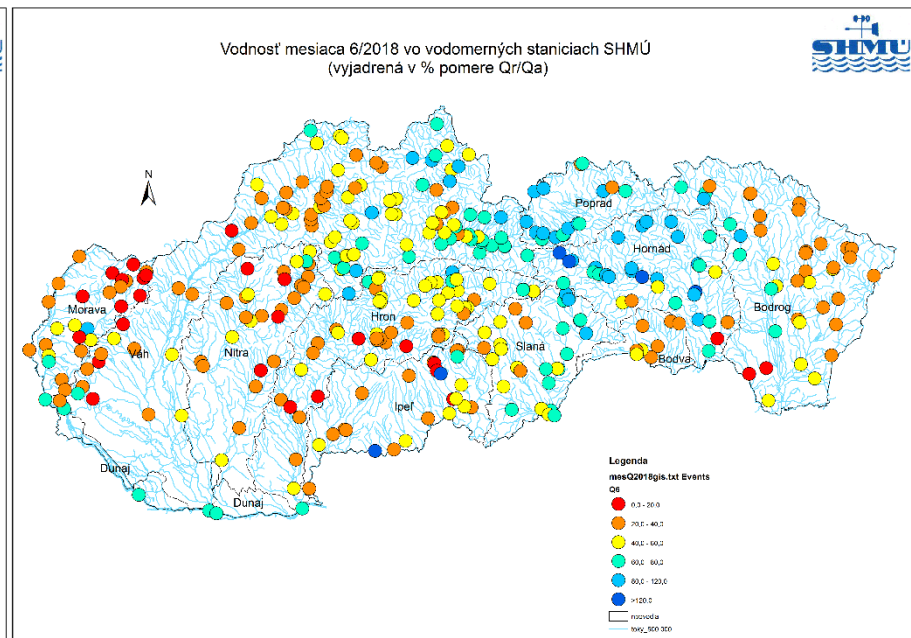 Vodnosť mesiaca 6/2018 vo vodomerných staniciach SHMÚ
(vyjadrená v % pomere Qr/Qa)
SHMÚ
N
Poprad
Hornád
Morava
Bodrog
Hron
Váh
Slaná
Nitra
Bodva
Ipeľ
Dunaj
Dunaj
Legenda
mesQ2018gis.txt Events
Q6
0,0 - 20,0
20,0 - 40,0
40,0 - 60,0
60,0 - 80,0
80,0 - 120,0
>120,0